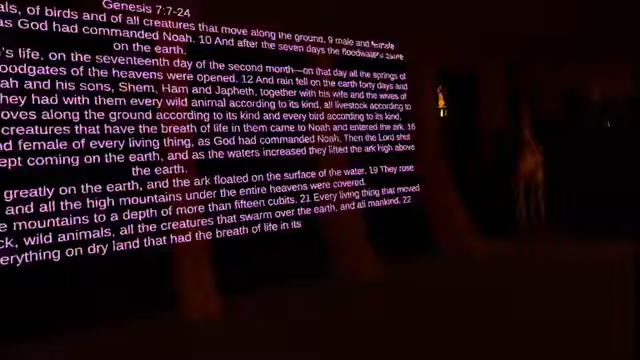 Genesis 7:7-24
als, of birds and of all creatures that move along the ground, 9 male and female
as God had commanded Noah. 10 And after the seven days the floodwaters came
on the earth.
's life, on the seventeenth day of the second month—on that day all the springs of
oodgates of the heavens were opened. 12 And rain fell on the earth forty days and
ah and his sons, Shem, Ham and Japheth, together with his wife and the wives of
hey had with them every wild animal according to its kind, all livestock according to
oves along the ground according to its kind and every bird according to its kind,
creatures that have the breath of life in them came to Noah and entered the ark. 16
nd female of every living thing, as God had commanded Noah. Then the Lord shut
ept coming on the earth, and as the waters increased they lifted the ark high above
the earth.
greatly on the earth, and the ark floated on the surface of the water. 19 They rose
and all the high mountains under the entire heavens were covered.
e mountains to a depth of more than fifteen cubits. 21 Every living thing that moved
ck, wild animals, all the creatures that swarm over the earth, and all mankind. 22
erything on dry land that had the breath of life in its